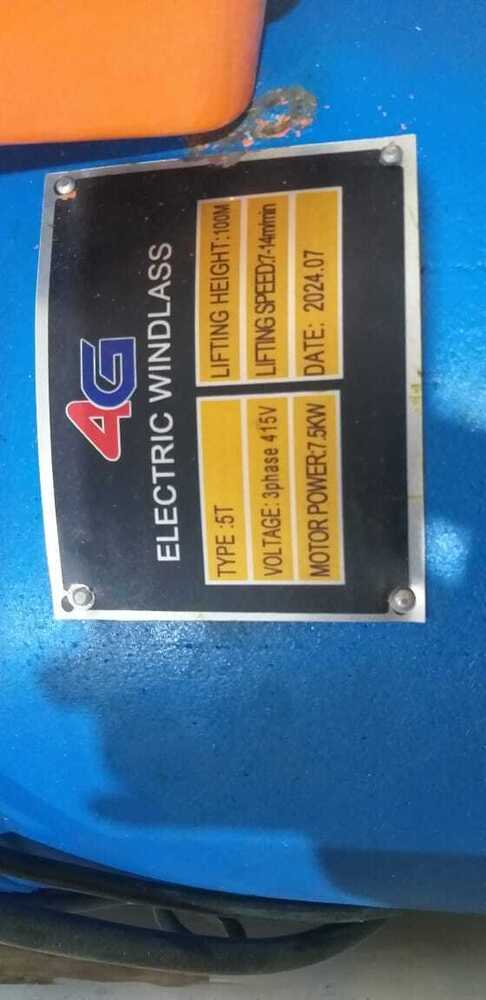 4G
ELECTRIC WINDLASS
TYPE :5T
LIFTING HEIGHT:100M
VOLTAGE: 3phase 415V
LIFTING SPEED:7-14m/min
MOTOR POWER:7.5KW
DATE: 2024.07